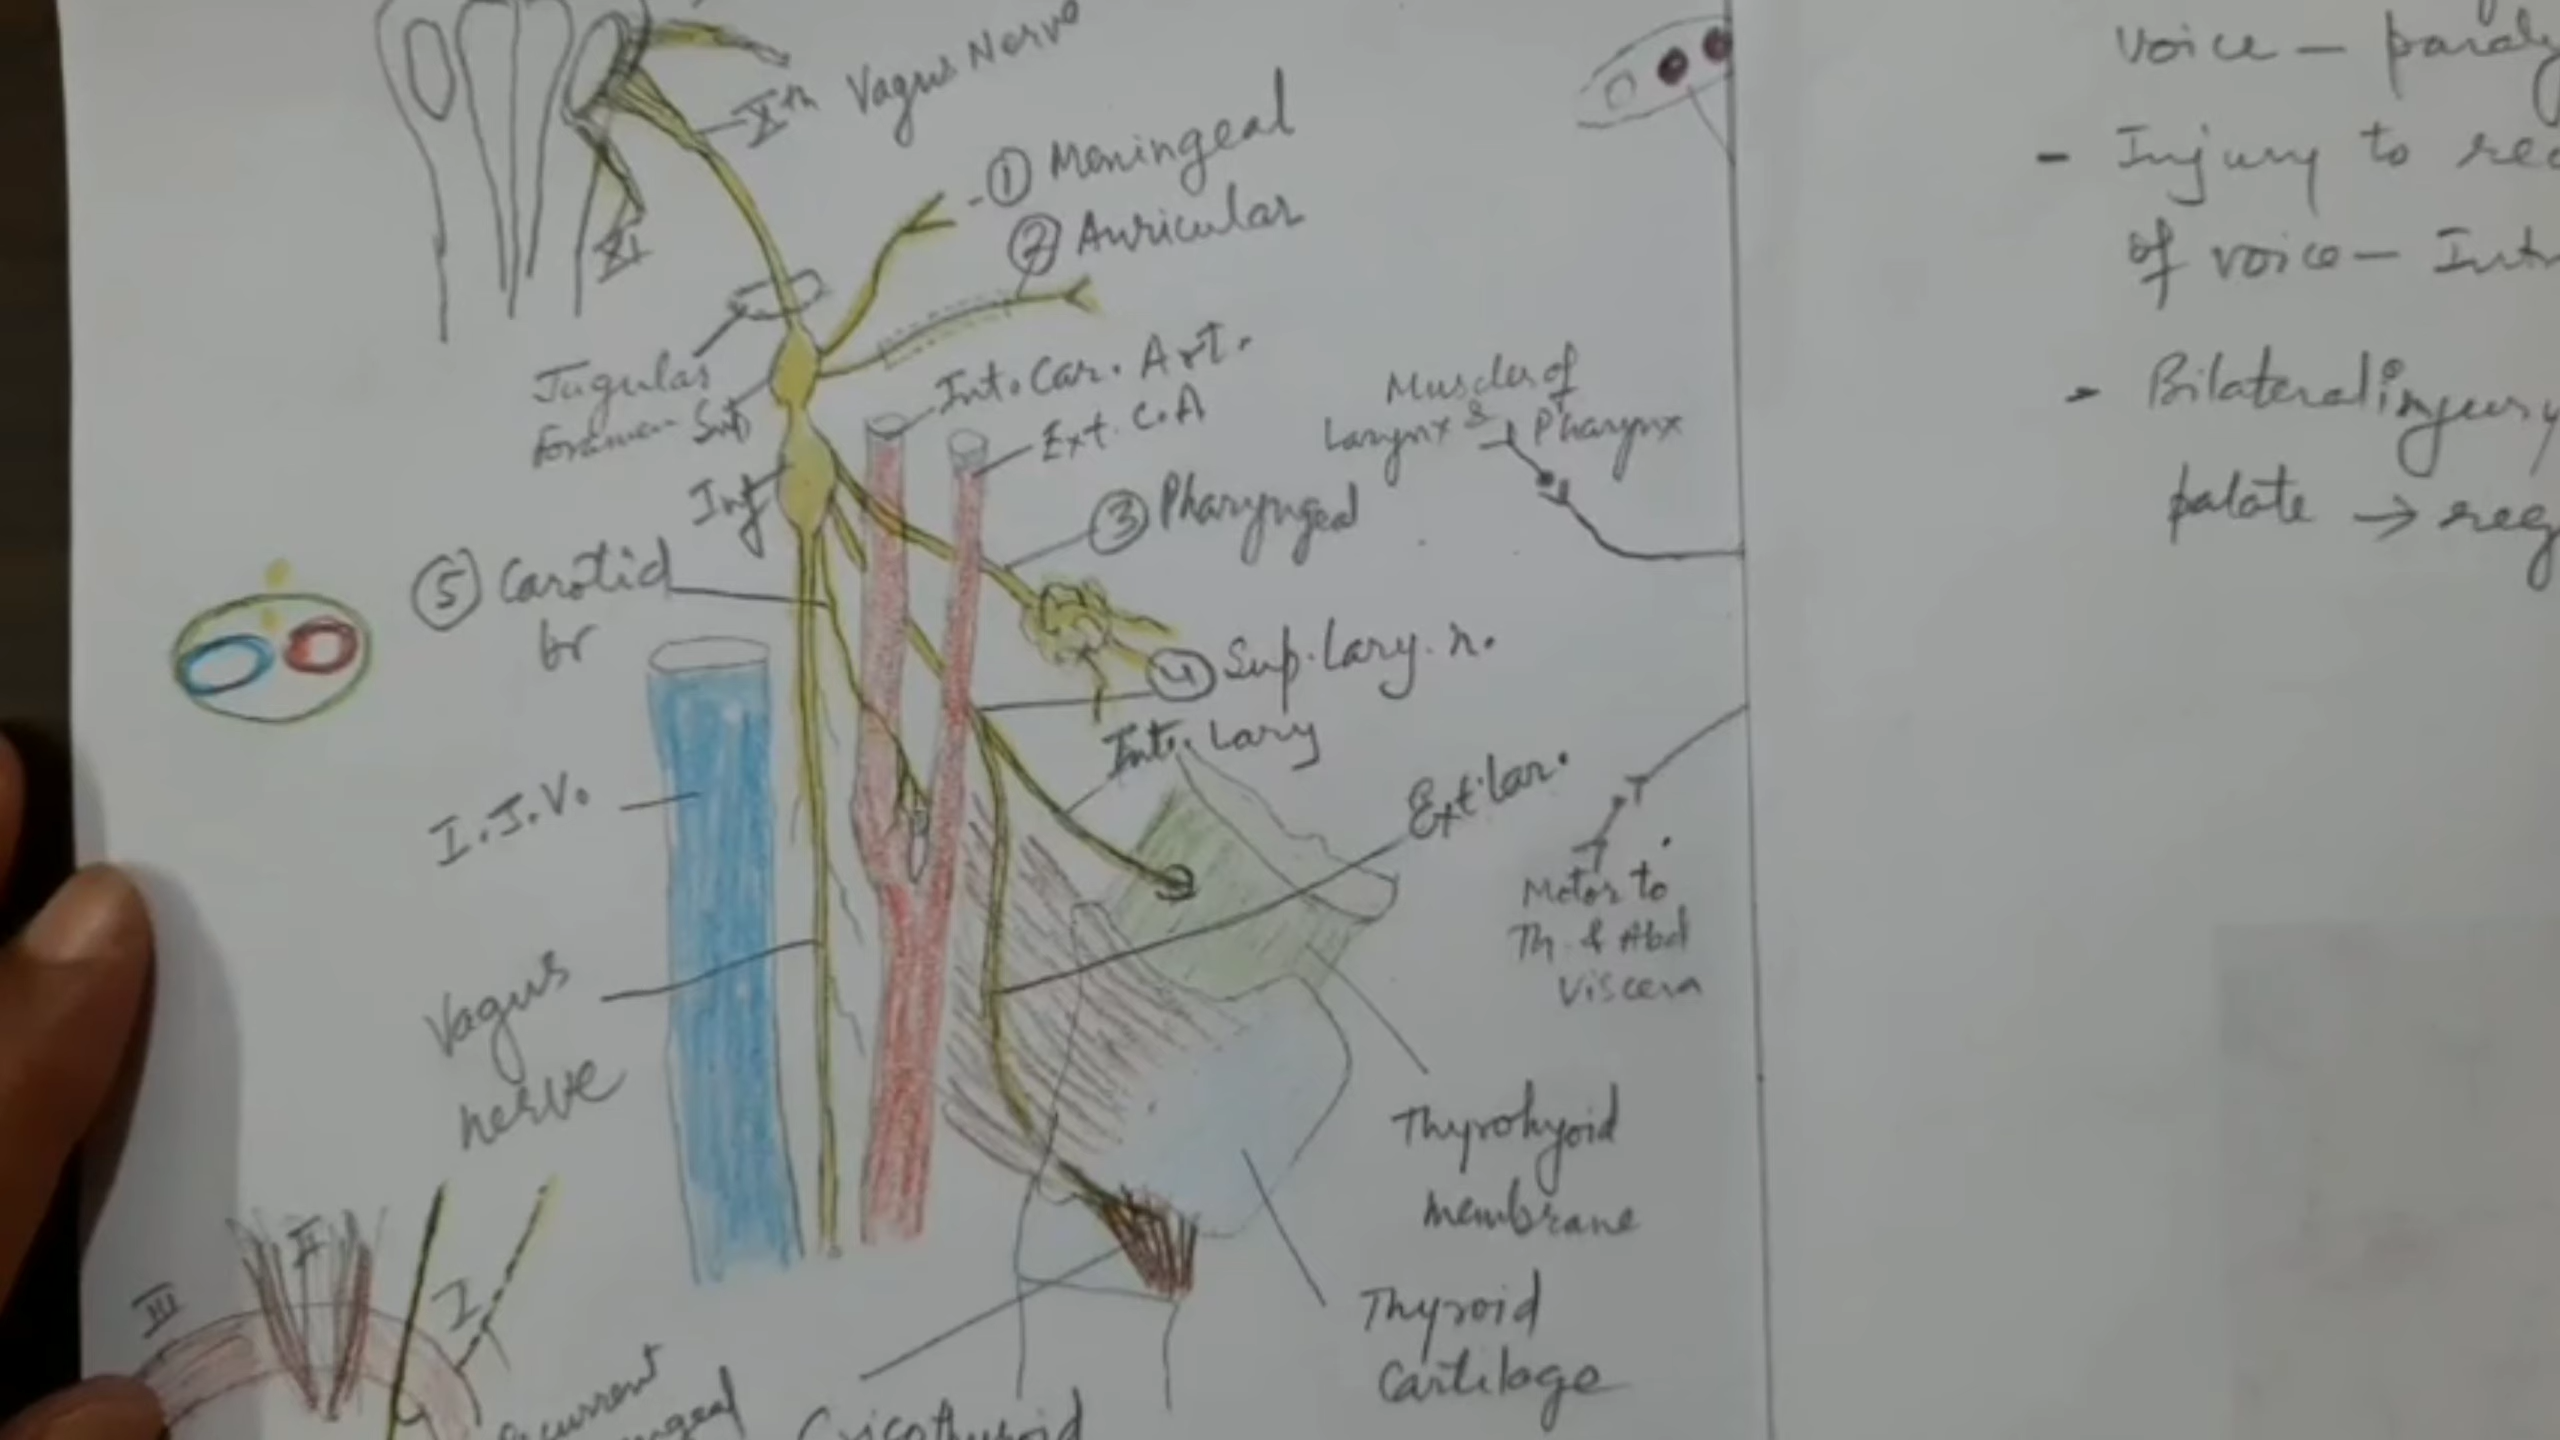 Xth Vagus Nerve
XI
① Meningeal
② Auricular
Jugular
Foramen Sup
Inf
Int. Car. Art.
Ext. C.A
③ Pharyngeal
⑤ Carotid
br
④ Sup. Lary. n.
Int. Lary
Ext. lar.
I.J.V.
Vagus
nerve
Muscles of
Larynx & Pharynx
Motor to
Th. & Abd
Viscera
Thyrohyoid
membrane
Thyroid
Cartilage
Cricothyroid
III
II
I
voice –
- Injury to
of voice –
- Bilateral injury
palate →